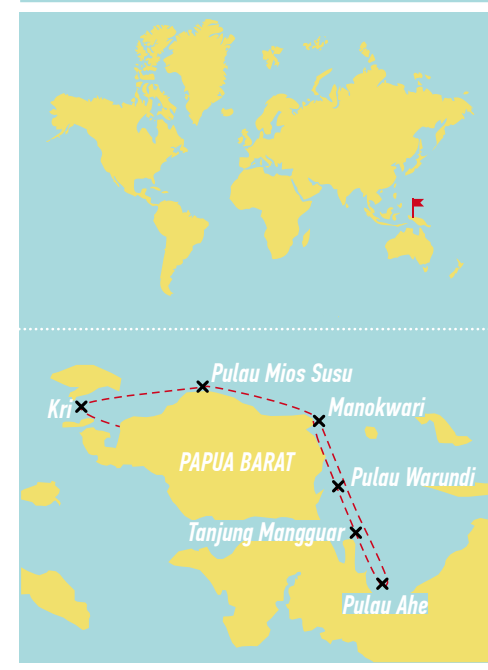 Pulau Mios Susu
Kri
Manokwari
PAPUA BARAT
Pulau Warundi
Tanjung Mangguar
Pulau Ahe